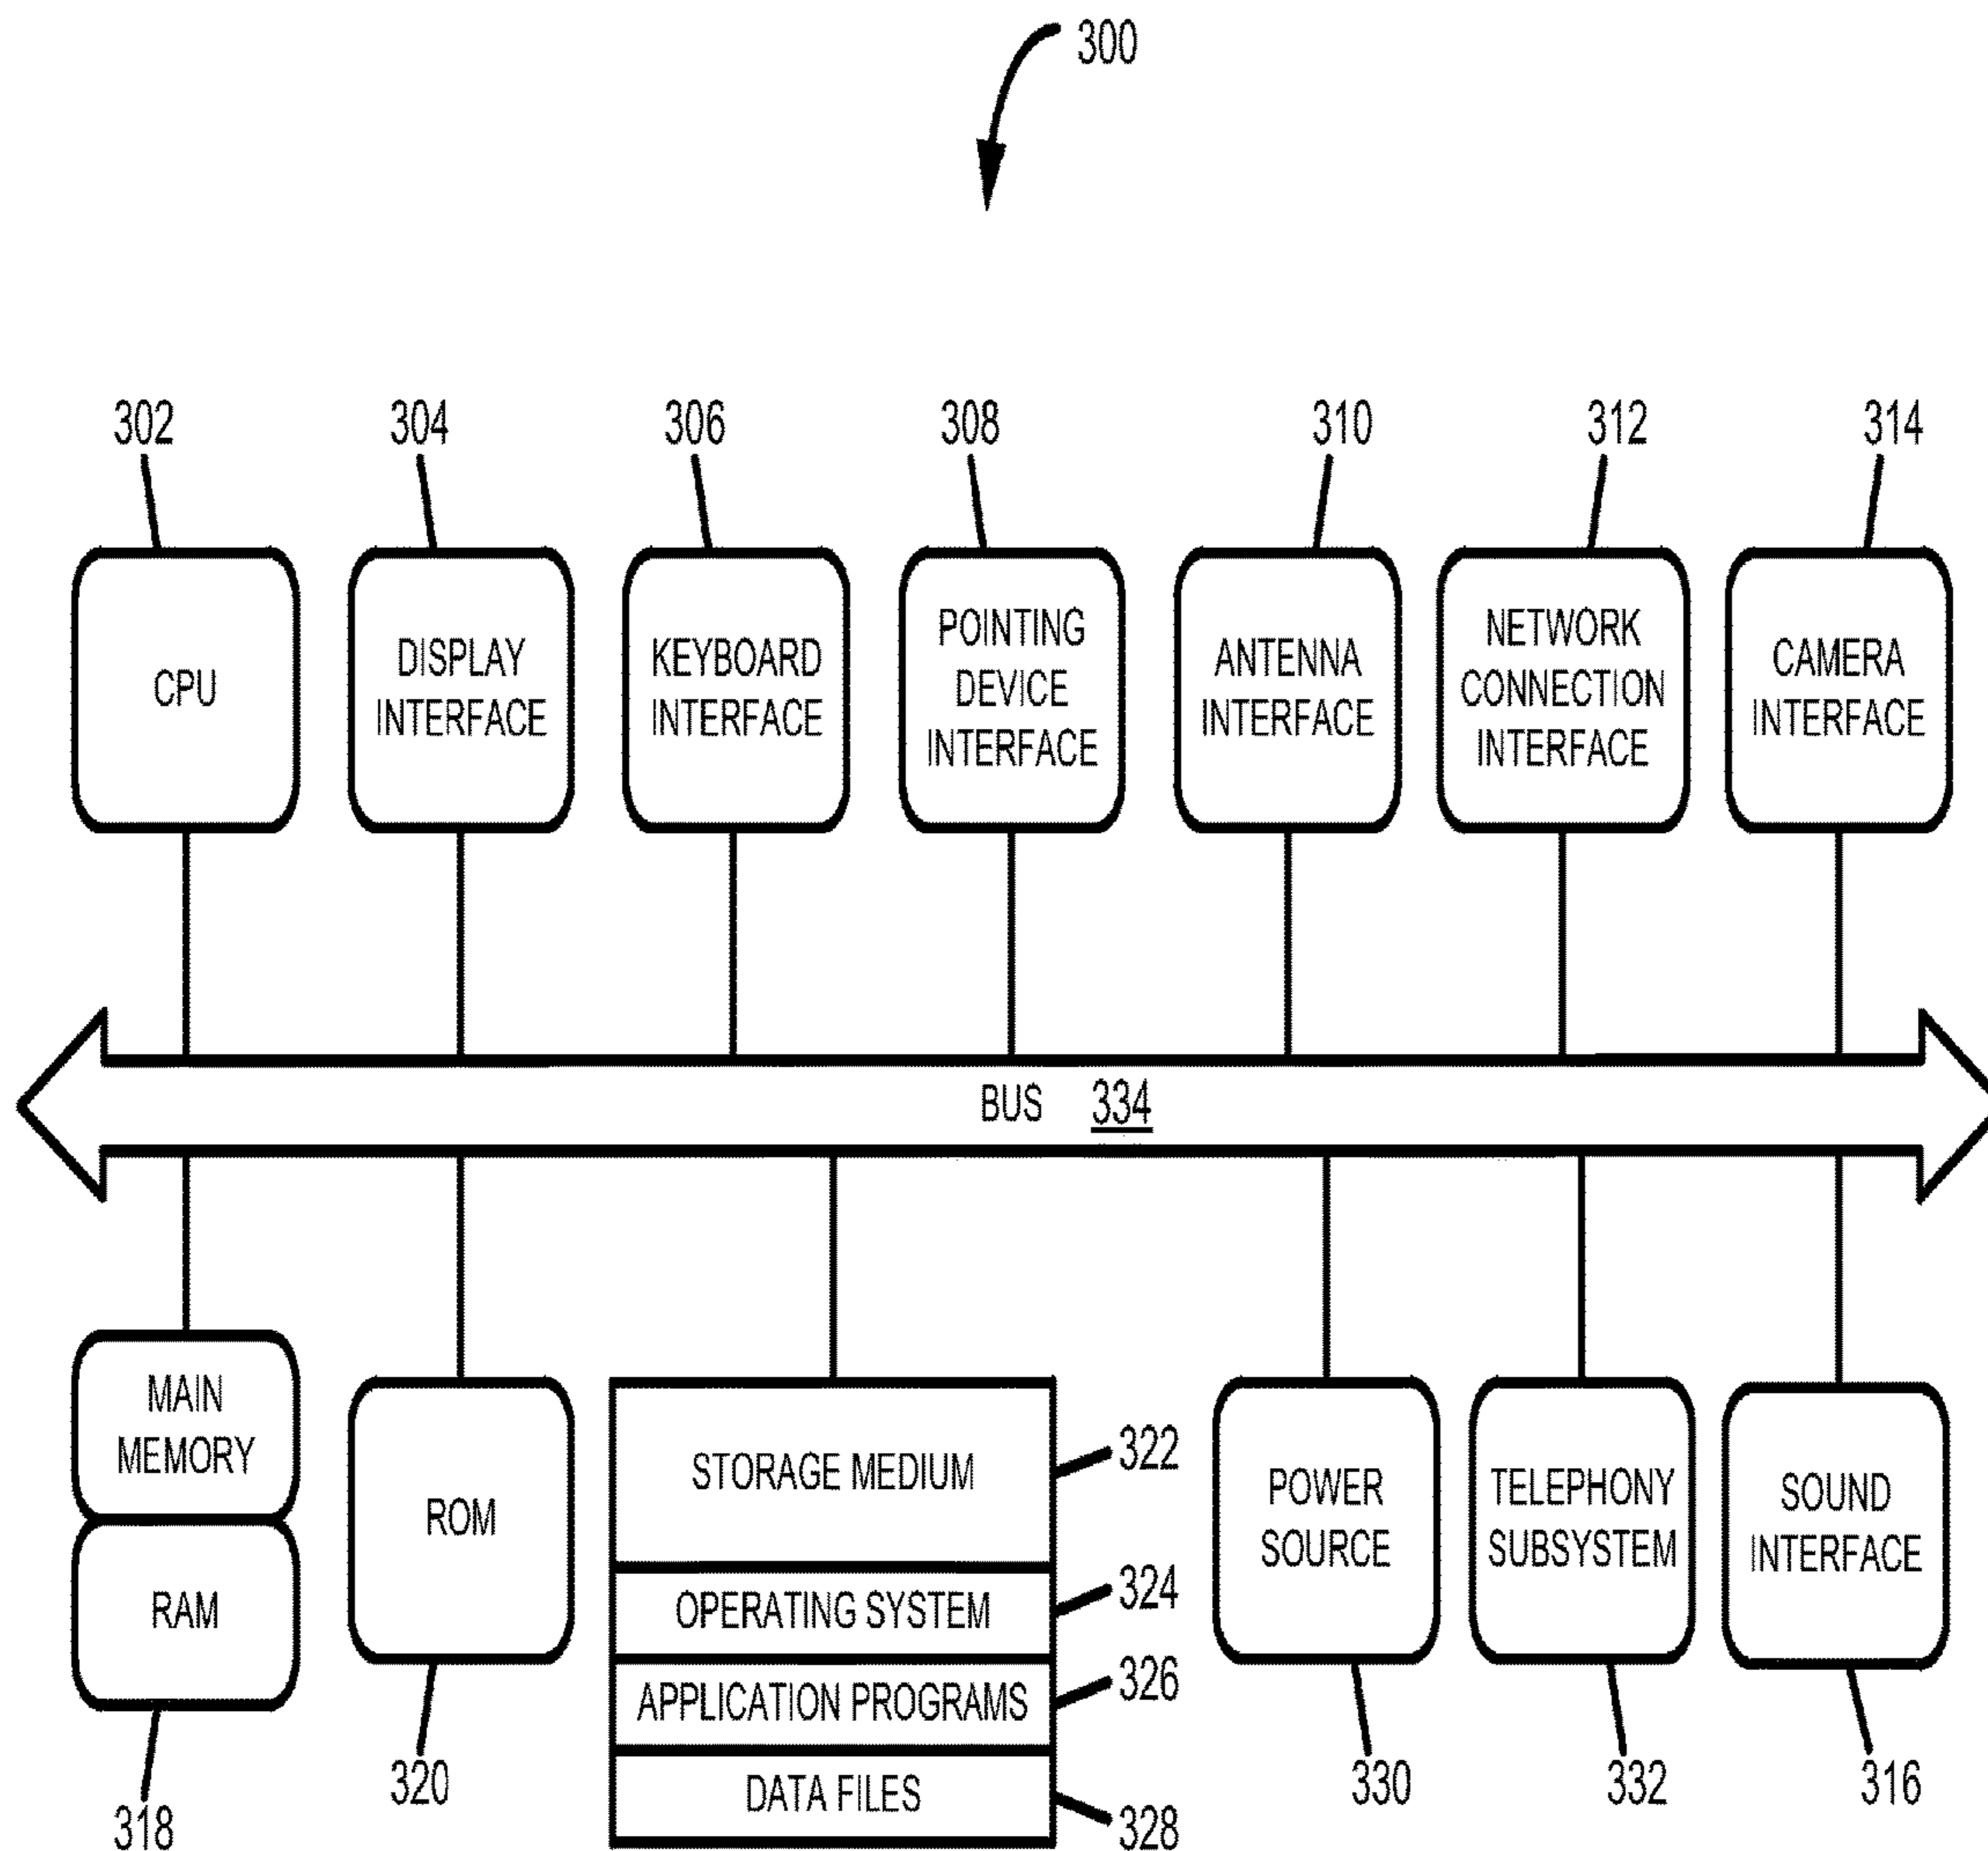 300
302
304
306
308
310
312
314
CPU
DISPLAY
INTERFACE
KEYBOARD
INTERFACE
POINTING
DEVICE
INTERFACE
ANTENNA
INTERFACE
NETWORK
CONNECTION
INTERFACE
CAMERA
INTERFACE
BUS 334
MAIN
MEMORY
RAM
318
ROM
320
STORAGE MEDIUM
322
OPERATING SYSTEM
324
APPLICATION PROGRAMS
326
DATA FILES
328
POWER
SOURCE
330
TELEPHONY
SUBSYSTEM
332
SOUND
INTERFACE
316